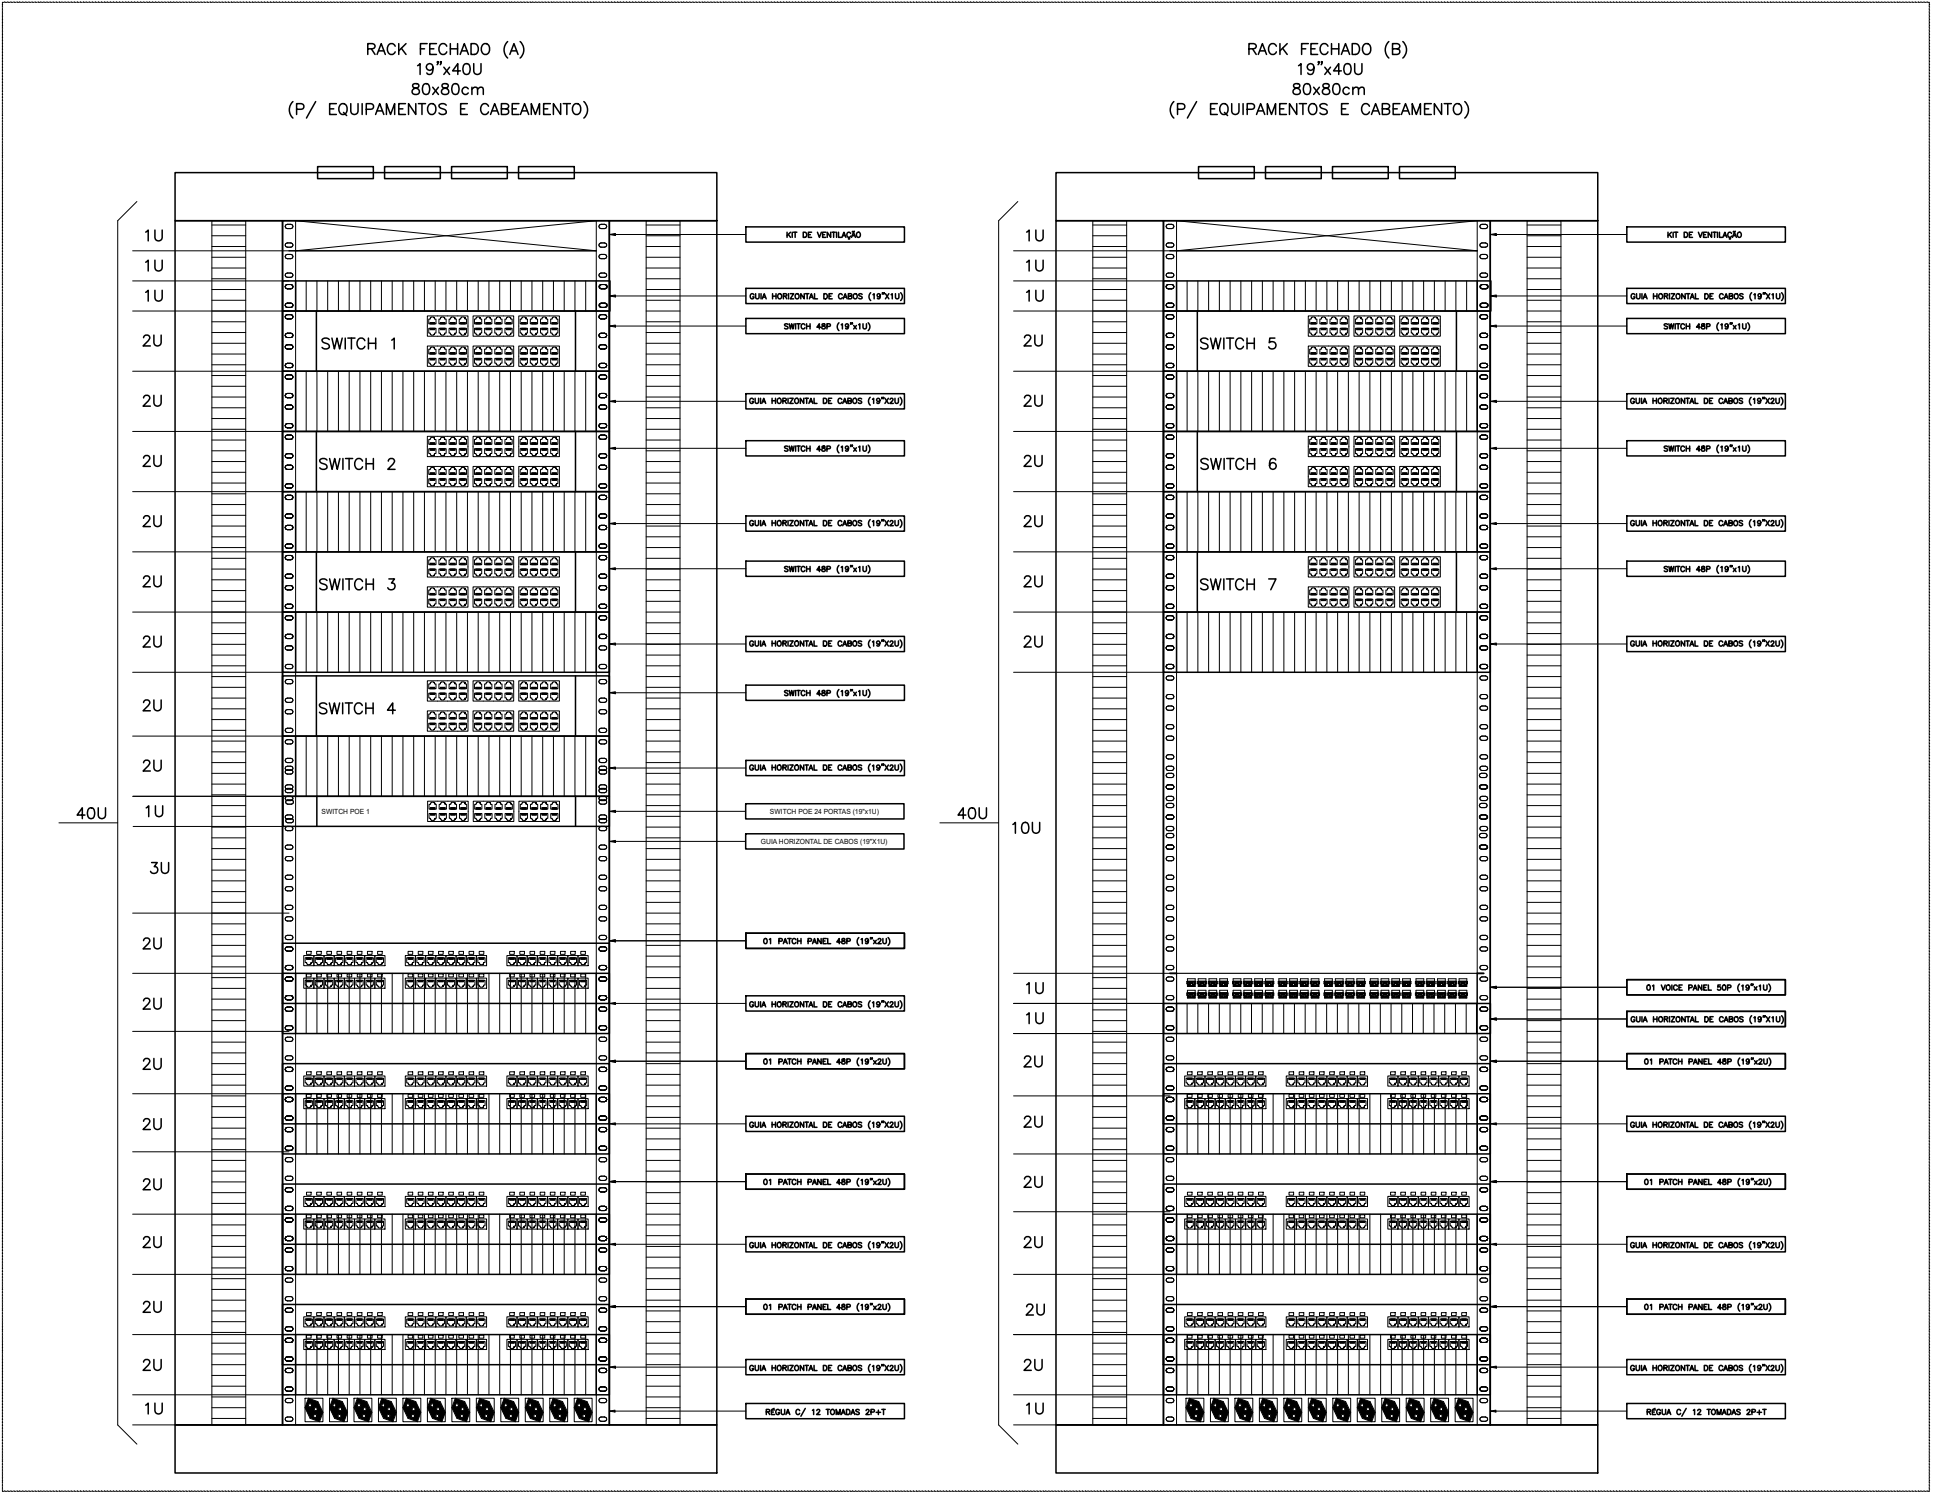 RACK FECHADO (A)
19"x40U
80x80cm
(P/ EQUIPAMENTOS E CABEAMENTO)
1U
KIT DE VENTILAÇÃO
1U
1U
GUIA HORIZONTAL DE CABOS (19"X1U)
2U
SWITCH 1
SWITCH 48P (19"x1U)
2U
GUIA HORIZONTAL DE CABOS (19"X2U)
2U
SWITCH 2
SWITCH 48P (19"x1U)
2U
GUIA HORIZONTAL DE CABOS (19"X2U)
2U
SWITCH 3
SWITCH 48P (19"x1U)
2U
GUIA HORIZONTAL DE CABOS (19"X2U)
2U
SWITCH 4
SWITCH 48P (19"x1U)
2U
GUIA HORIZONTAL DE CABOS (19"X2U)
40U
1U
SWITCH POE 1
SWITCH POE 24 PORTAS (19"x1U)
GUIA HORIZONTAL DE CABOS (19"X1U)
3U
2U
01 PATCH PANEL 48P (19"x2U)
2U
GUIA HORIZONTAL DE CABOS (19"X2U)
2U
01 PATCH PANEL 48P (19"x2U)
2U
GUIA HORIZONTAL DE CABOS (19"X2U)
2U
01 PATCH PANEL 48P (19"x2U)
2U
GUIA HORIZONTAL DE CABOS (19"X2U)
2U
01 PATCH PANEL 48P (19"x2U)
2U
GUIA HORIZONTAL DE CABOS (19"X2U)
1U
RÉGUA C/ 12 TOMADAS 2P+T
RACK FECHADO (B)
19"x40U
80x80cm
(P/ EQUIPAMENTOS E CABEAMENTO)
1U
KIT DE VENTILAÇÃO
1U
1U
GUIA HORIZONTAL DE CABOS (19"X1U)
2U
SWITCH 5
SWITCH 48P (19"x1U)
2U
GUIA HORIZONTAL DE CABOS (19"X2U)
2U
SWITCH 6
SWITCH 48P (19"x1U)
2U
GUIA HORIZONTAL DE CABOS (19"X2U)
2U
SWITCH 7
SWITCH 48P (19"x1U)
2U
GUIA HORIZONTAL DE CABOS (19"X2U)
40U
10U
1U
01 VOICE PANEL 50P (19"x1U)
1U
GUIA HORIZONTAL DE CABOS (19"X1U)
2U
01 PATCH PANEL 48P (19"x2U)
2U
GUIA HORIZONTAL DE CABOS (19"X2U)
2U
01 PATCH PANEL 48P (19"x2U)
2U
GUIA HORIZONTAL DE CABOS (19"X2U)
2U
01 PATCH PANEL 48P (19"x2U)
2U
GUIA HORIZONTAL DE CABOS (19"X2U)
1U
RÉGUA C/ 12 TOMADAS 2P+T